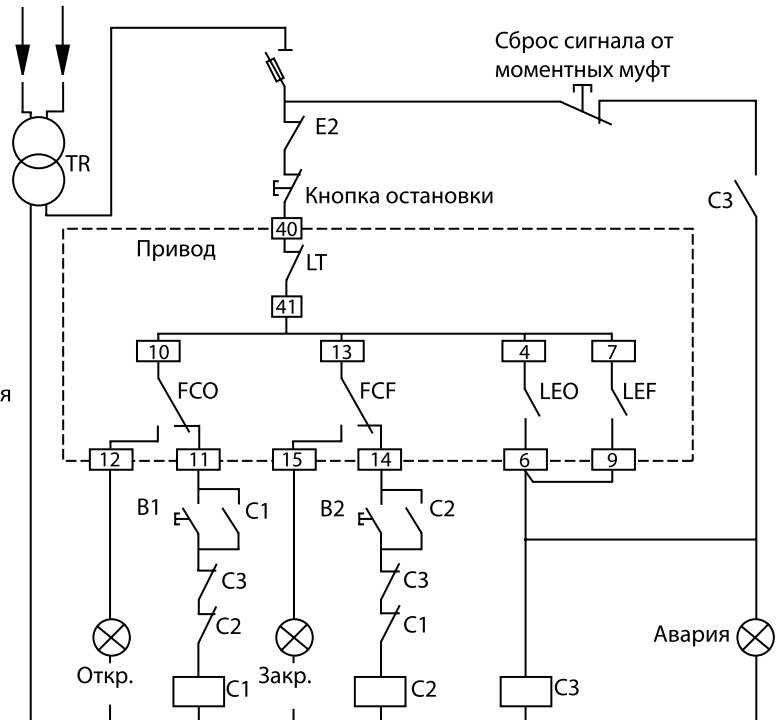 Сброс сигнала от
моментных муфт
E2
TR
Кнопка остановки
C3
40
Привод
LT
41
10
13
4
7
я
FCO
FCF
LEO
LEF
12
11
15
14
6
9
B1
C1
B2
C2
C3
C3
C2
C1
Авария
Откр.
C1
Закр.
C2
C3